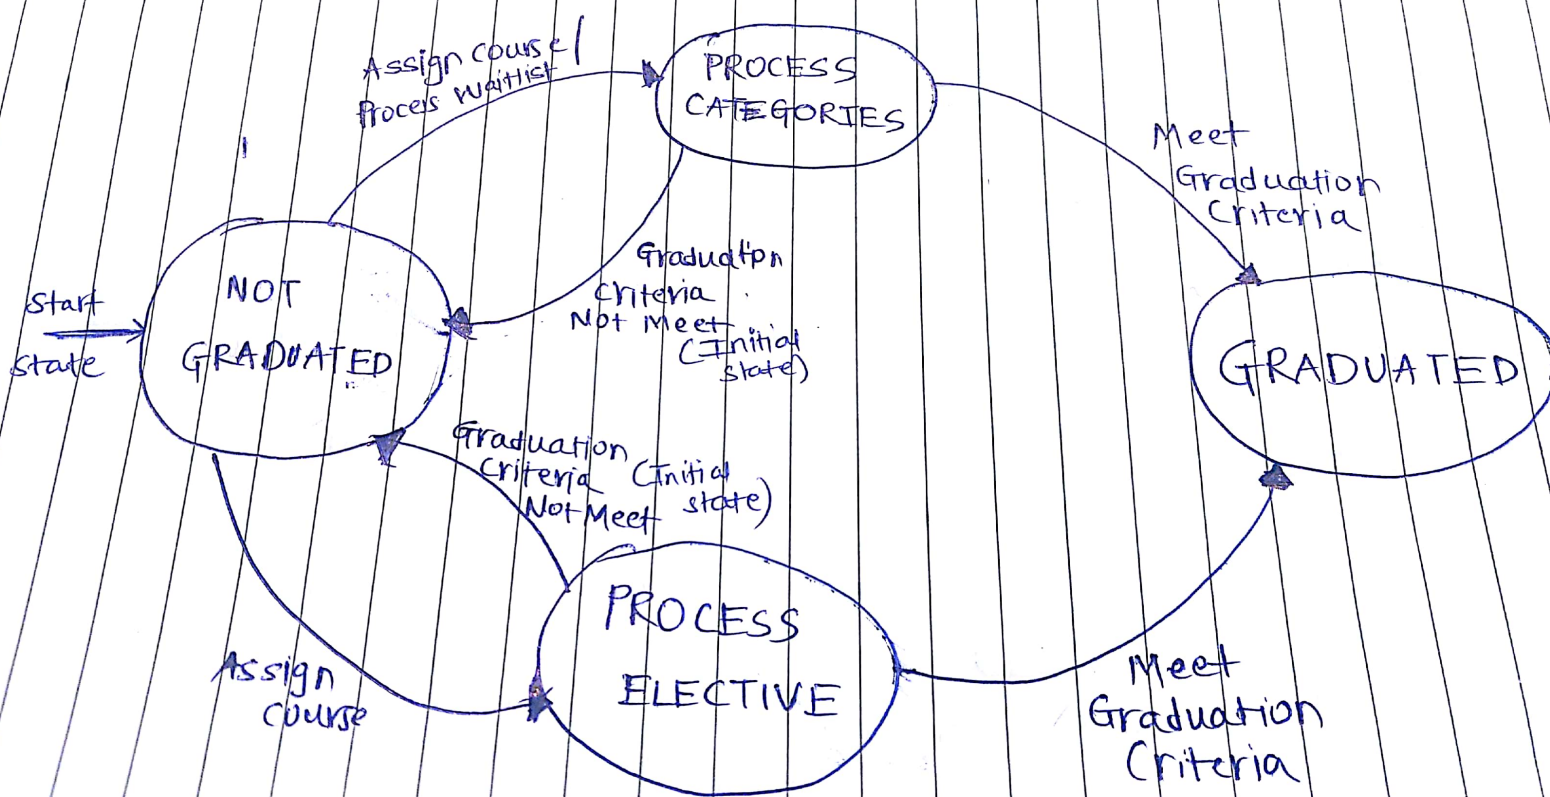 Assign course/
Process waitlist
PROCESS
CATEGORIES
Meet
Graduation
Criteria
Start
state
NOT
GRADUATED
Graduation
Criteria
Not Meet
(Initial
state)
GRADUATED
Graduation
Criteria (Initial
Not Meet state)
PROCESS
ELECTIVE
Assign
course
Meet
Graduation
Criteria